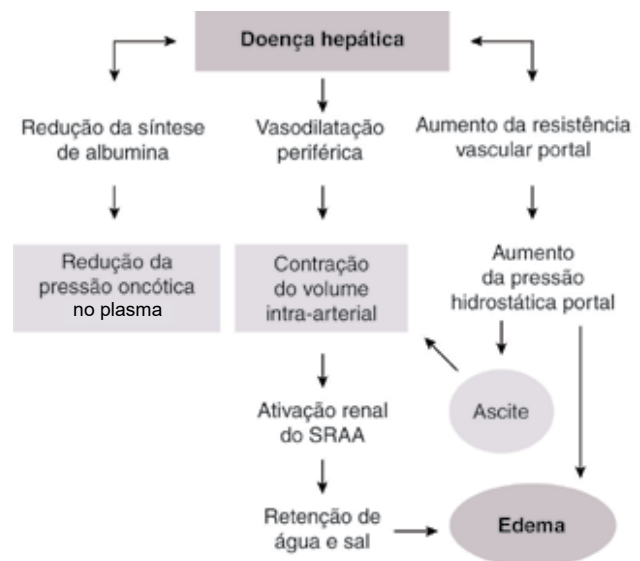 Doença hepática
Redução da síntese
de albumina
Vasodilatação
periférica
Aumento da resistência
vascular portal
Redução da
pressão oncótica
no plasma
Contração
do volume
intra-arterial
Aumento
da pressão
hidrostática portal
Ativação renal
do SRAA
Ascite
Retenção de
água e sal
Edema